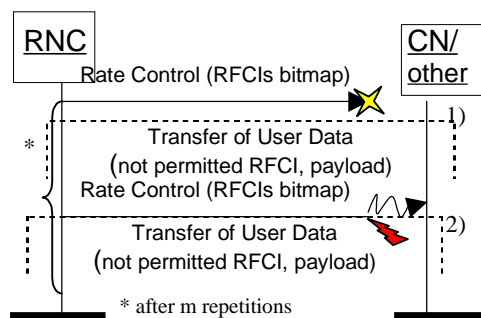 RNC
CN/
other
Rate Control (RFCIs bitmap)
1)
*
Transfer of User Data
(not permitted RFCI, payload)
Rate Control (RFCIs bitmap)
2)
Transfer of User Data
(not permitted RFCI, payload)
* after m repetitions